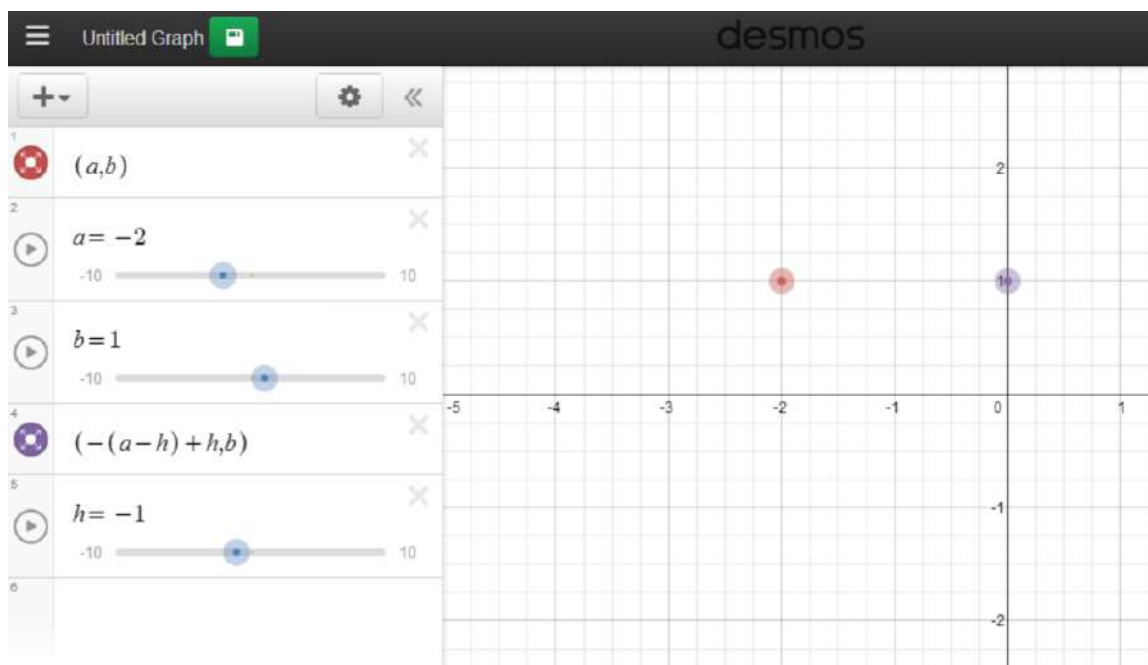 Untitled Graph
desmos
1
(a,b)
2
a= −2
-10 10
3
b=1
-10 10
4
(−(a−h)+h,b)
5
h= −1
-10 10
6
2
1
-5 -4 -3 -2 -1 0 1
-1
-2